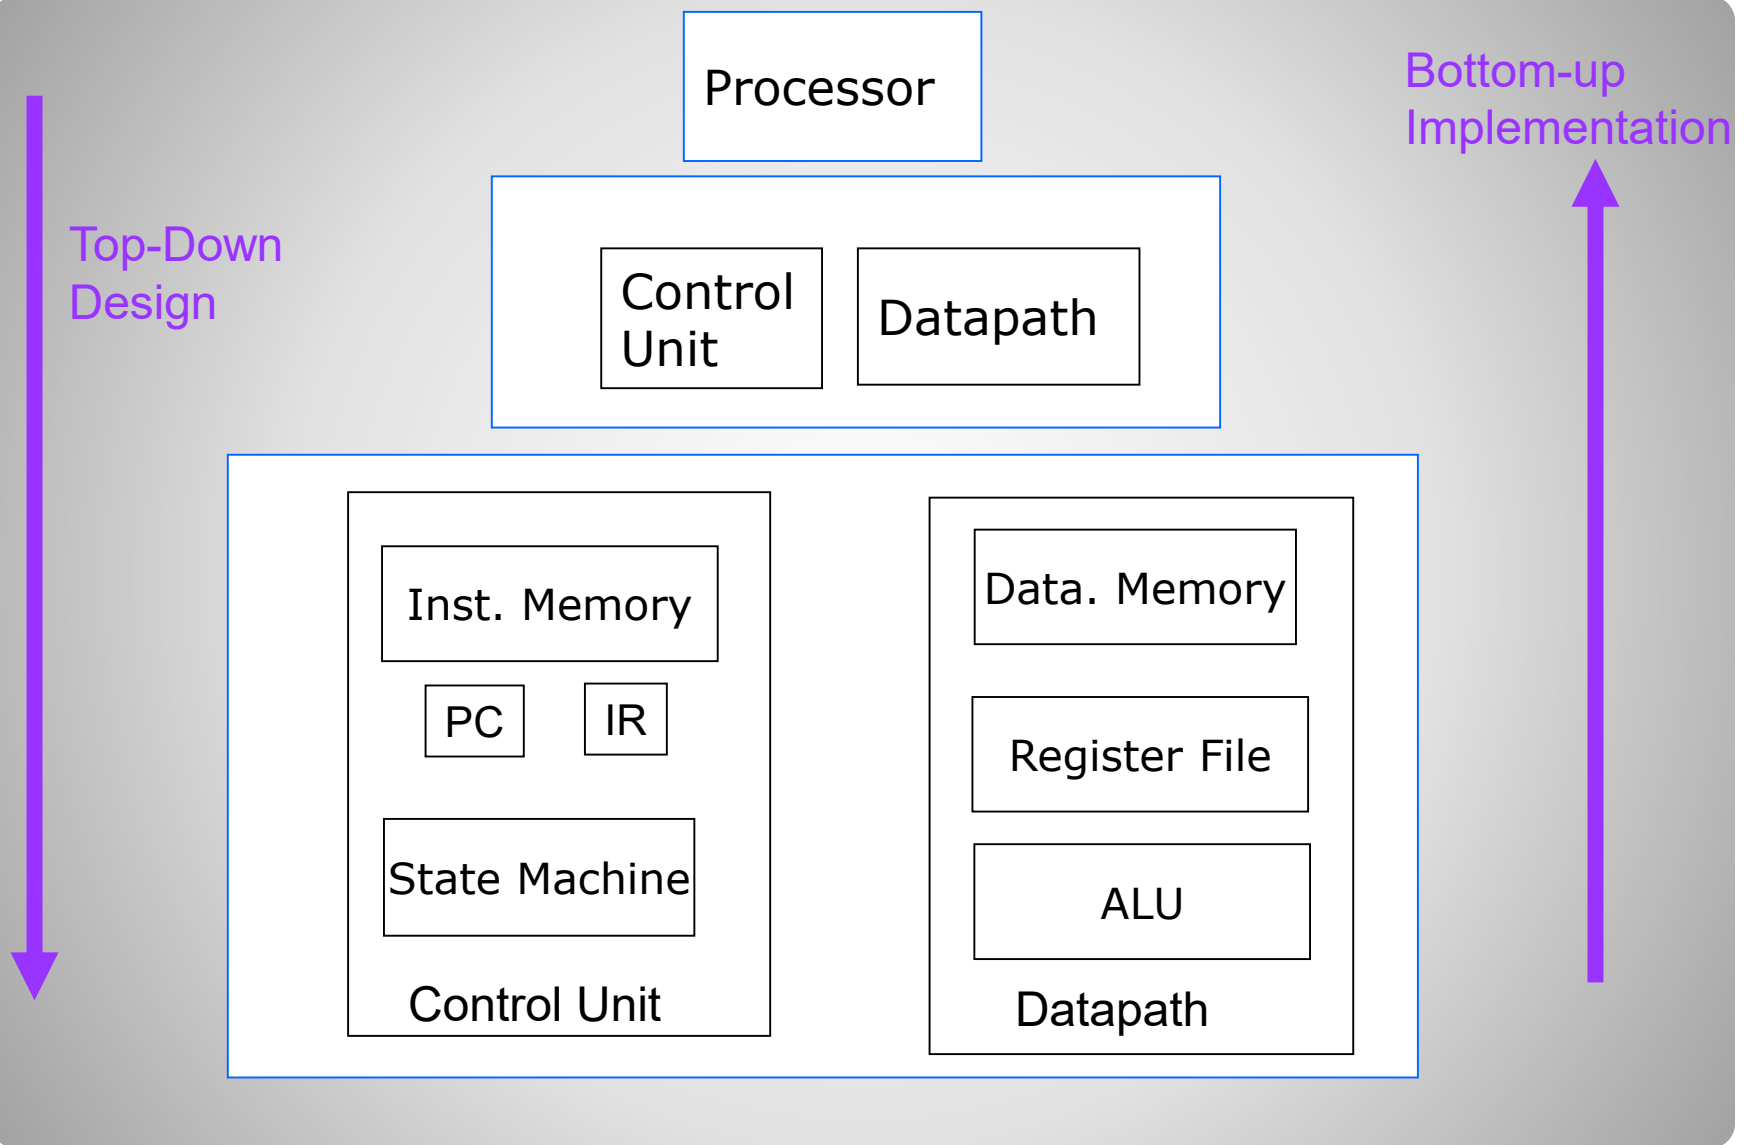 Processor
Bottom-up
Implementation
Top-Down
Design
Control
Unit
Datapath
Inst. Memory
PC
IR
State Machine
Control Unit
Data. Memory
Register File
ALU
Datapath